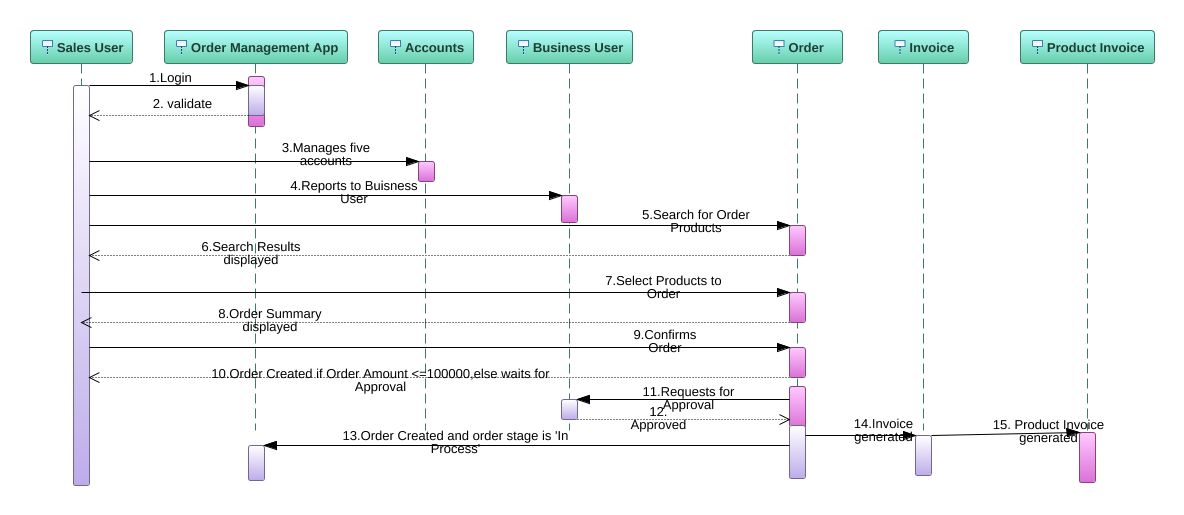 Sales User
Order Management App
Accounts
Business User
Order
Invoice
Product Invoice
1.Login
2. validate
3.Manages five
accounts
4.Reports to Buisness
User
5.Search for Order
Products
6.Search Results
displayed
7.Select Products to
Order
8.Order Summary
displayed
9.Confirms
Order
10.Order Created if Order Amount <=100000,else waits for
Approval
11.Requests for
Approval
12.
Approved
13.Order Created and order stage is 'In
Process'
14.Invoice
generated
15. Product Invoice
generated